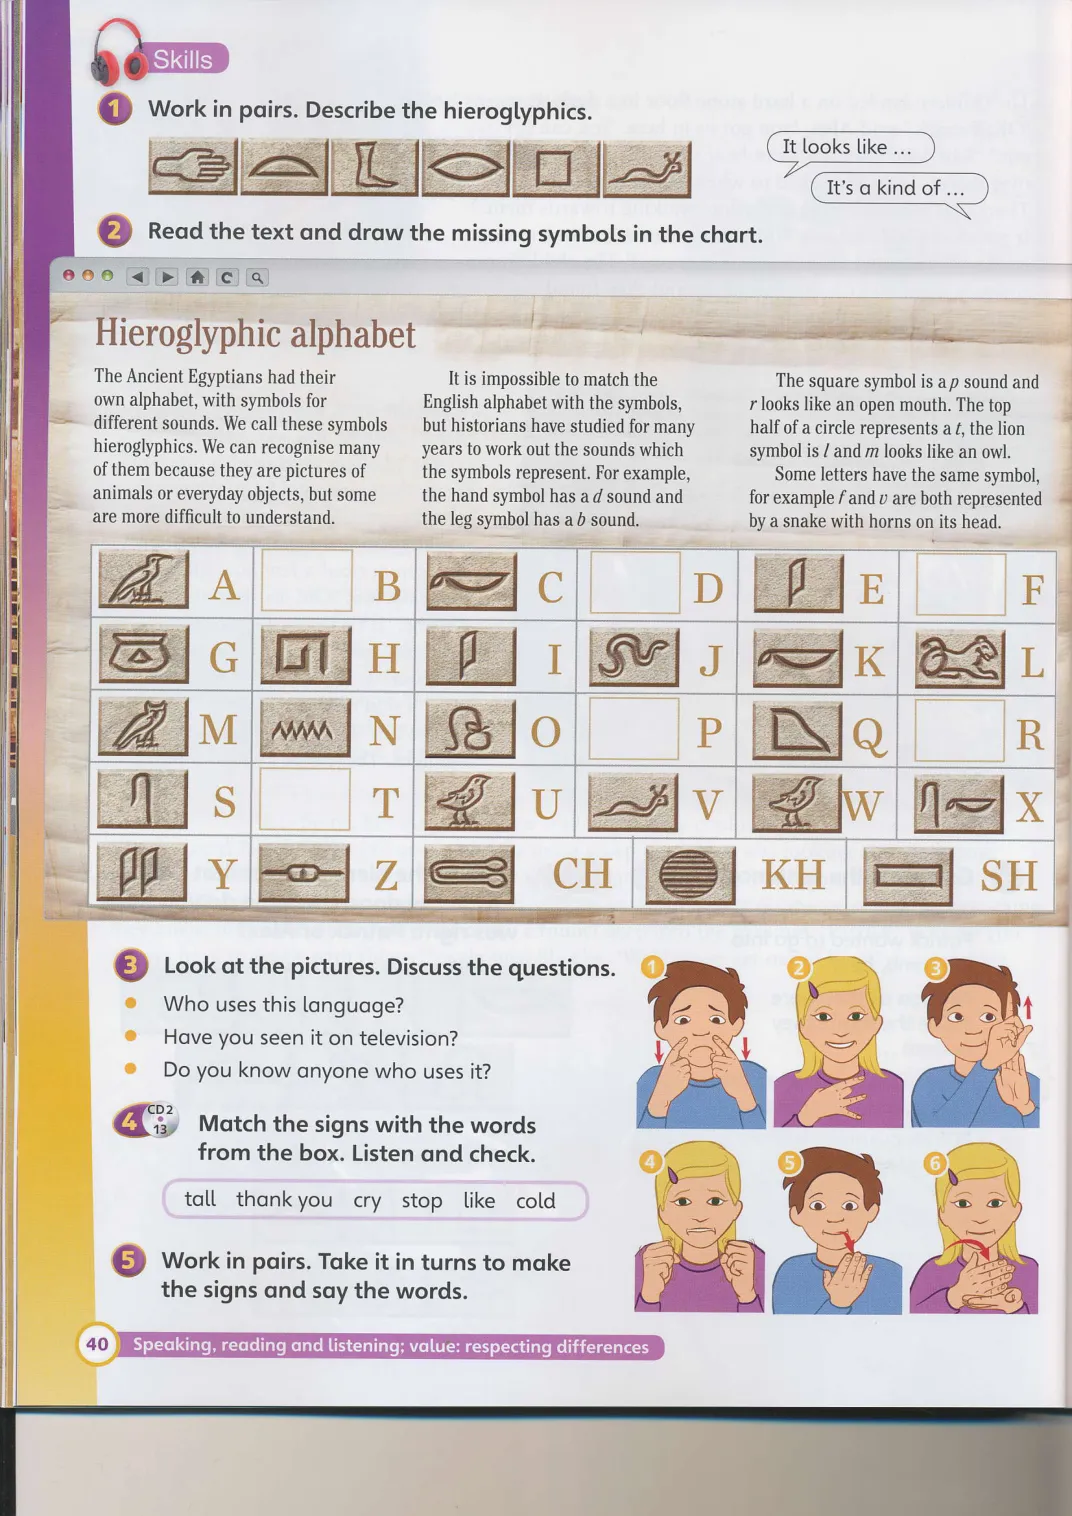 Skills
1 Work in pairs. Describe the hieroglyphics.
It looks like ...
It's a kind of ...
2 Read the text and draw the missing symbols in the chart.
Hieroglyphic alphabet
The Ancient Egyptians had their
own alphabet, with symbols for
different sounds. We call these symbols
hieroglyphics. We can recognise many
of them because they are pictures of
animals or everyday objects, but some
are more difficult to understand.
It is impossible to match the
English alphabet with the symbols,
but historians have studied for many
years to work out the sounds which
the symbols represent. For example,
the hand symbol has a d sound and
the leg symbol has a b sound.
The square symbol is a p sound and
r looks like an open mouth. The top
half of a circle represents a t, the lion
symbol is l and m looks like an owl.
Some letters have the same symbol,
for example f and v are both represented
by a snake with horns on its head.
A B C D E F
G H I J K L
M N O P Q R
S T U V W X
Y Z CH KH SH
3 Look at the pictures. Discuss the questions.
Who uses this language?
Have you seen it on television?
Do you know anyone who uses it?
4 CD2 13 Match the signs with the words
from the box. Listen and check.
tall thank you cry stop like cold
5 Work in pairs. Take it in turns to make
the signs and say the words.
1 2 3
4 5 6
40 Speaking, reading and listening; value: respecting differences